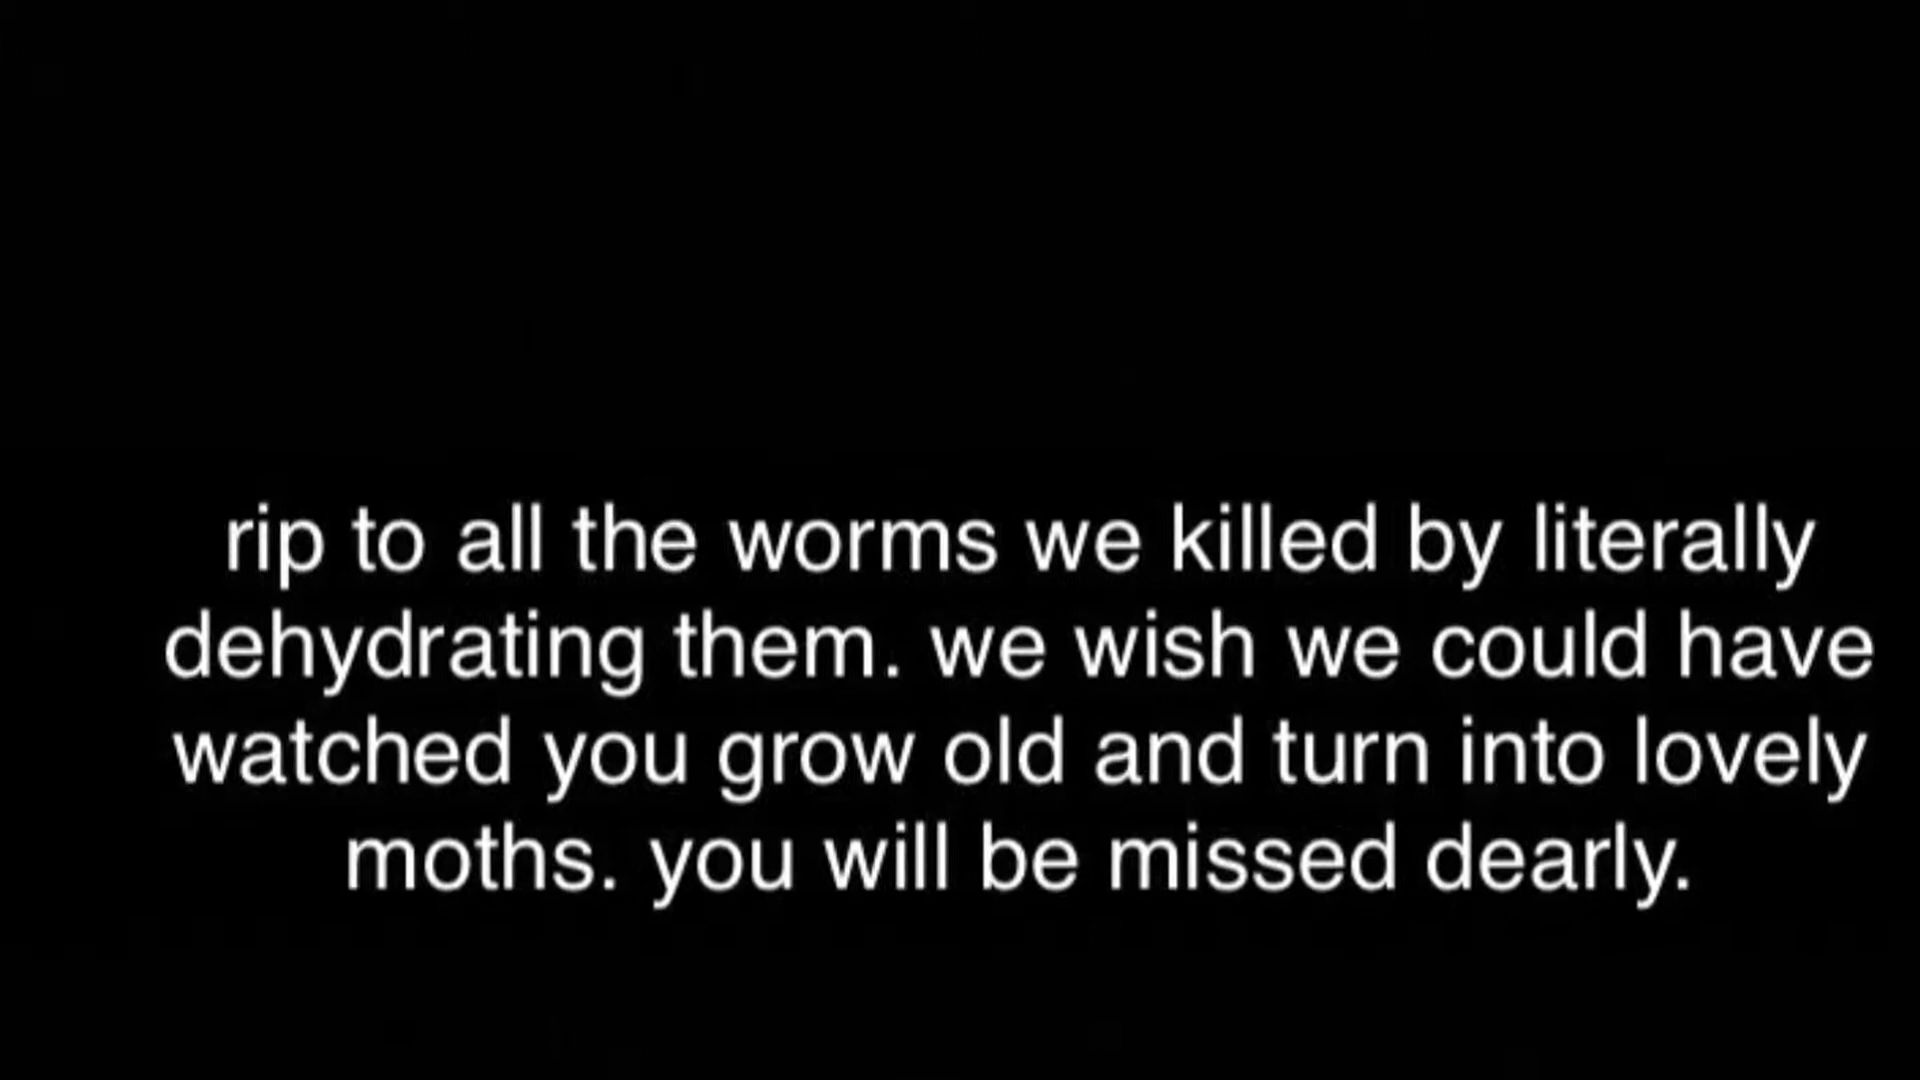 rip to all the worms we killed by literally
dehydrating them. we wish we could have
watched you grow old and turn into lovely
moths. you will be missed dearly.